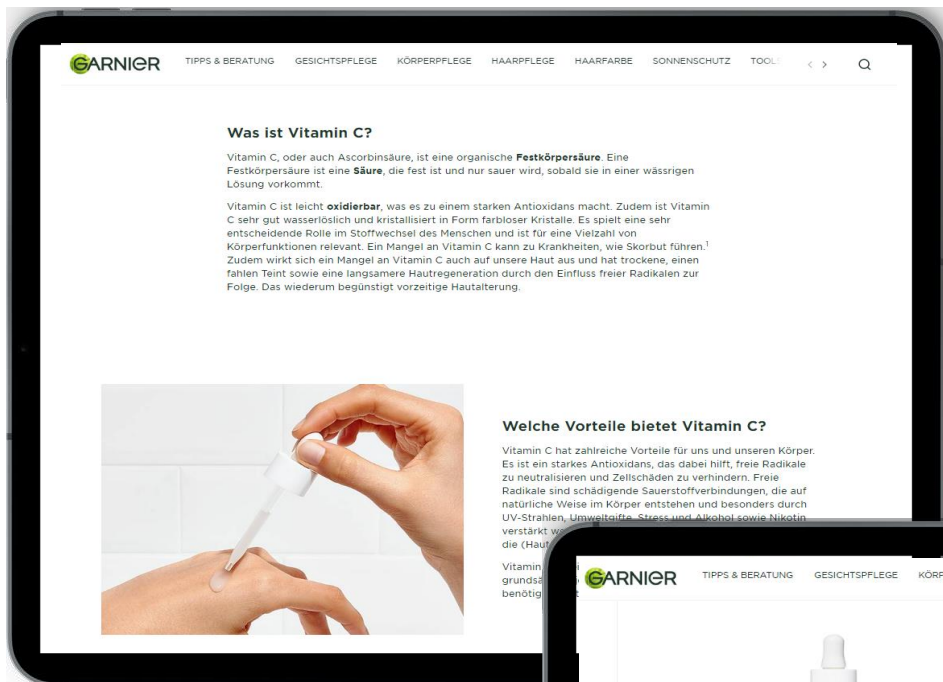 GARNIER TIPPS & BERATUNG GESICHTSPFLEGE KÖRPERPFLEGE HAARPFLEGE HAARFARBE SONNENSCHUTZ TOOL
Was ist Vitamin C?
Vitamin C, oder auch Ascorbinsäure, ist eine organische Festkörpersäure. Eine
Festkörpersäure ist eine Säure, die fest ist und nur sauer wird, sobald sie in einer wässrigen
Lösung vorkommt.
Vitamin C ist leicht oxidierbar, was es zu einem starken Antioxidans macht. Zudem ist Vitamin
C sehr gut wasserlöslich und kristallisiert in Form farbloser Kristalle. Es spielt eine sehr
entscheidende Rolle im Stoffwechsel des Menschen und ist für eine Vielzahl von
Körperfunktionen relevant. Ein Mangel an Vitamin C kann zu Krankheiten, wie Skorbut führen.¹
Zudem wirkt sich ein Mangel an Vitamin C auch auf unsere Haut aus und hat trockene, einen
fahlen Teint sowie eine langsamere Hautregeneration durch den Einfluss freier Radikalen zur
Folge. Das wiederum begünstigt vorzeitige Hautalterung.
Welche Vorteile bietet Vitamin C?
Vitamin C hat zahlreiche Vorteile für uns und unseren Körper.
Es ist ein starkes Antioxidans, das dabei hilft, freie Radikale
zu neutralisieren und Zellschäden zu verhindern. Freie
Radikale sind schädigende Sauerstoffverbindungen, die auf
natürliche Weise im Körper entstehen und besonders durch
UV-Strahlen, Umweltgifte, Stress und Alkohol sowie Nikotin
verstärkt
die (Haut
Vitamin
GARNIER TIPPS & BERATUNG GESICHTSPFLEGE